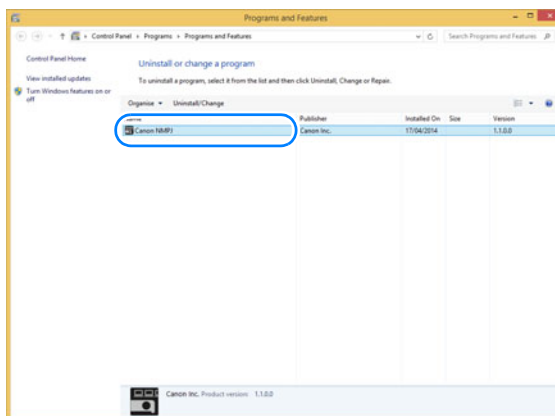 Programs and Features
Control Panel › Programs › Programs and Features
Search Programs and Features
Control Panel Home
View installed updates
Turn Windows features on or off
Uninstall or change a program
To uninstall a program, select it from the list and then click Uninstall, Change or Repair.
Organise Uninstall/Change
Publisher Installed On Size Version
Canon NMPJ Canon Inc. 17/04/2014 1.1.0.0
Canon Inc. Product version: 1.1.0.0